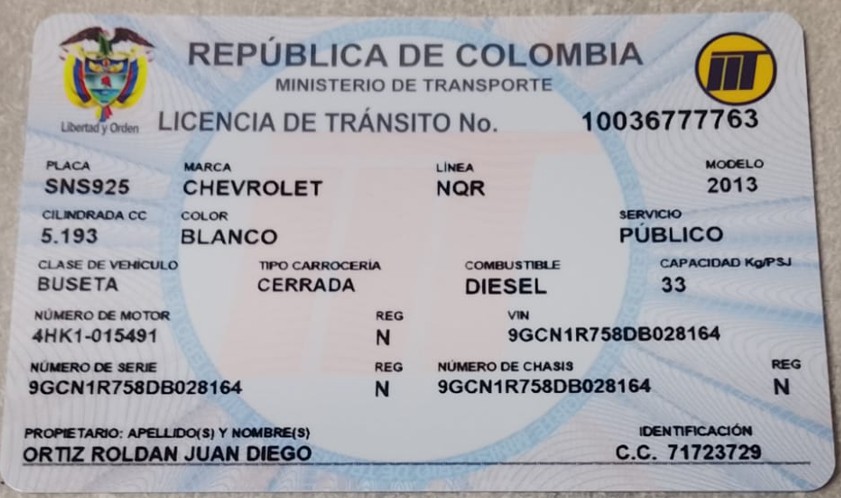 REPÚBLICA DE COLOMBIA
MINISTERIO DE TRANSPORTE
Libertad y Orden
LICENCIA DE TRÁNSITO No. 10036777763
PLACA MARCA LÍNEA MODELO
SNS925 CHEVROLET NQR 2013
CILINDRADA CC COLOR SERVICIO
5.193 BLANCO PÚBLICO
CLASE DE VEHÍCULO TIPO CARROCERÍA COMBUSTIBLE CAPACIDAD Kg/PSJ
BUSETA CERRADA DIESEL 33
NÚMERO DE MOTOR REG VIN
4HK1-015491 N 9GCN1R758DB028164
NÚMERO DE SERIE REG NÚMERO DE CHASIS REG
9GCN1R758DB028164 N 9GCN1R758DB028164 N
PROPIETARIO: APELLIDO(S) Y NOMBRE(S) IDENTIFICACIÓN
ORTIZ ROLDAN JUAN DIEGO C.C. 71723729